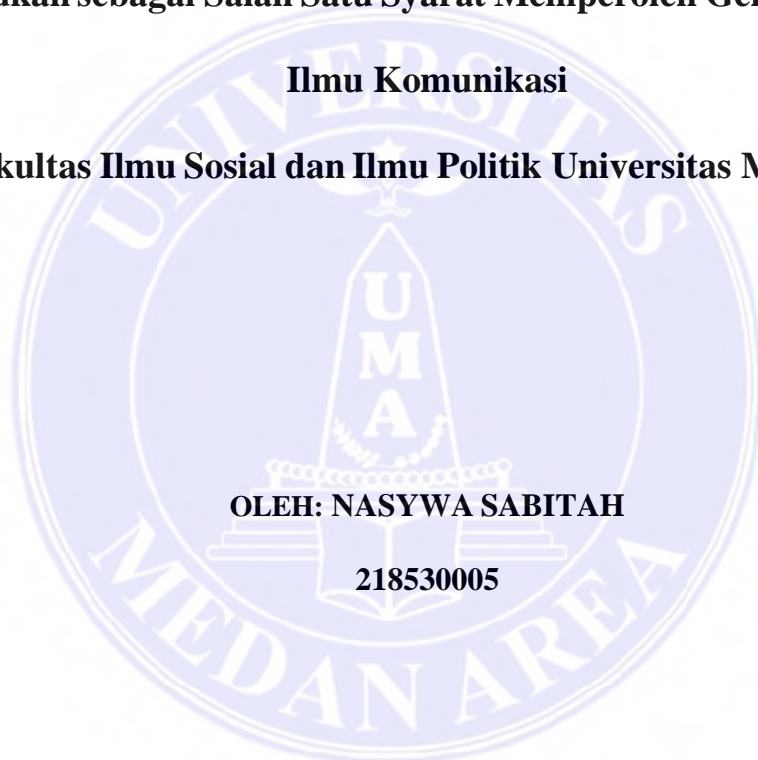 sebagai Salah Satu Syarat Memperoleh
Ilmu Komunikasi
Ilmu Sosial dan Ilmu Politik Universitas
UNIVERSITAS
UMA
OLEH: NASYWA SABITAH
218530005
MEDAN AREA